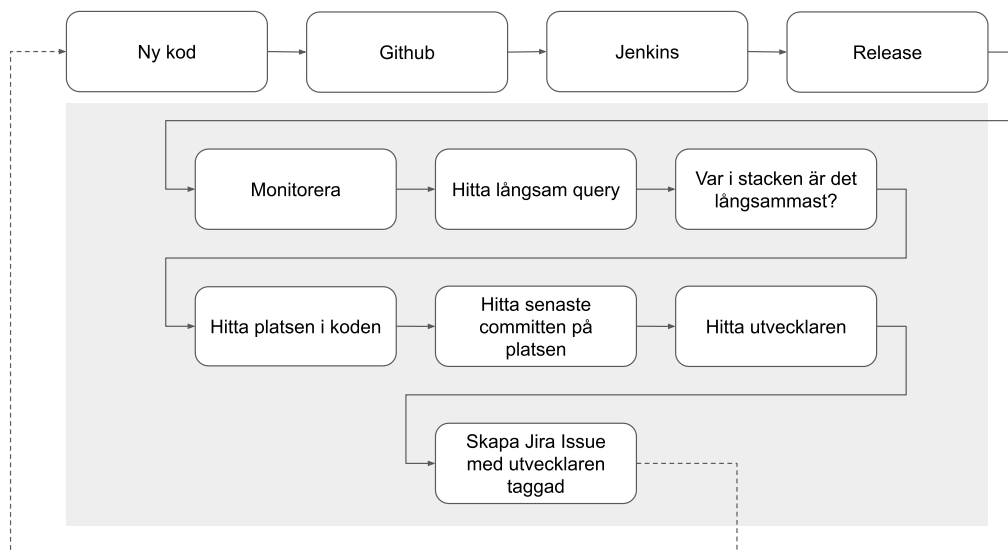 Ny kod
Github
Jenkins
Release
Monitorera
Hitta långsam query
Var i stacken är det
långsammast?
Hitta platsen i koden
Hitta senaste
committen på
platsen
Hitta utvecklaren
Skapa Jira Issue
med utvecklaren
taggad